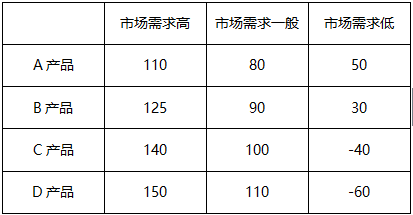 市场需求高 市场需求一般 市场需求低
A 产品 110 80 50
B 产品 125 90 30
C 产品 140 100 -40
D 产品 150 110 -60